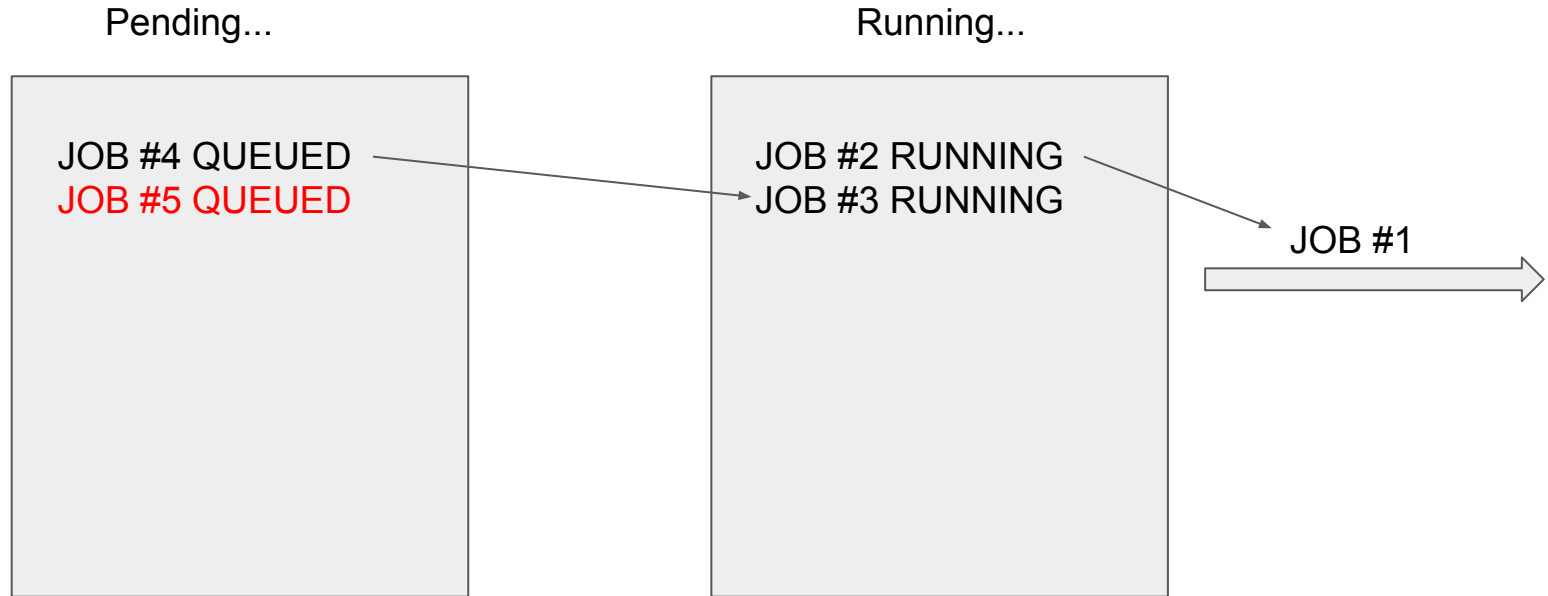 Pending...
Running...
JOB #4 QUEUED
JOB #5 QUEUED
JOB #2 RUNNING
JOB #3 RUNNING
JOB #1